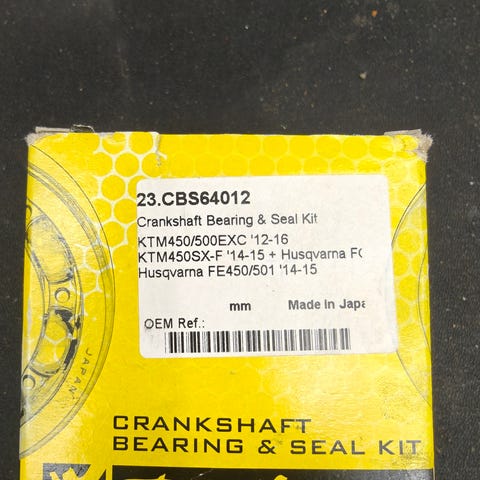 23.CBS64012
Crankshaft Bearing & Seal Kit
KTM450/500EXC '12-16
KTM450SX-F '14-15 + Husqvarna F
Husqvarna FE450/501 '14-15
mm Made in Japa
OEM Ref.:
JAPAN
CRANKSHAFT
BEARING & SEAL KIT